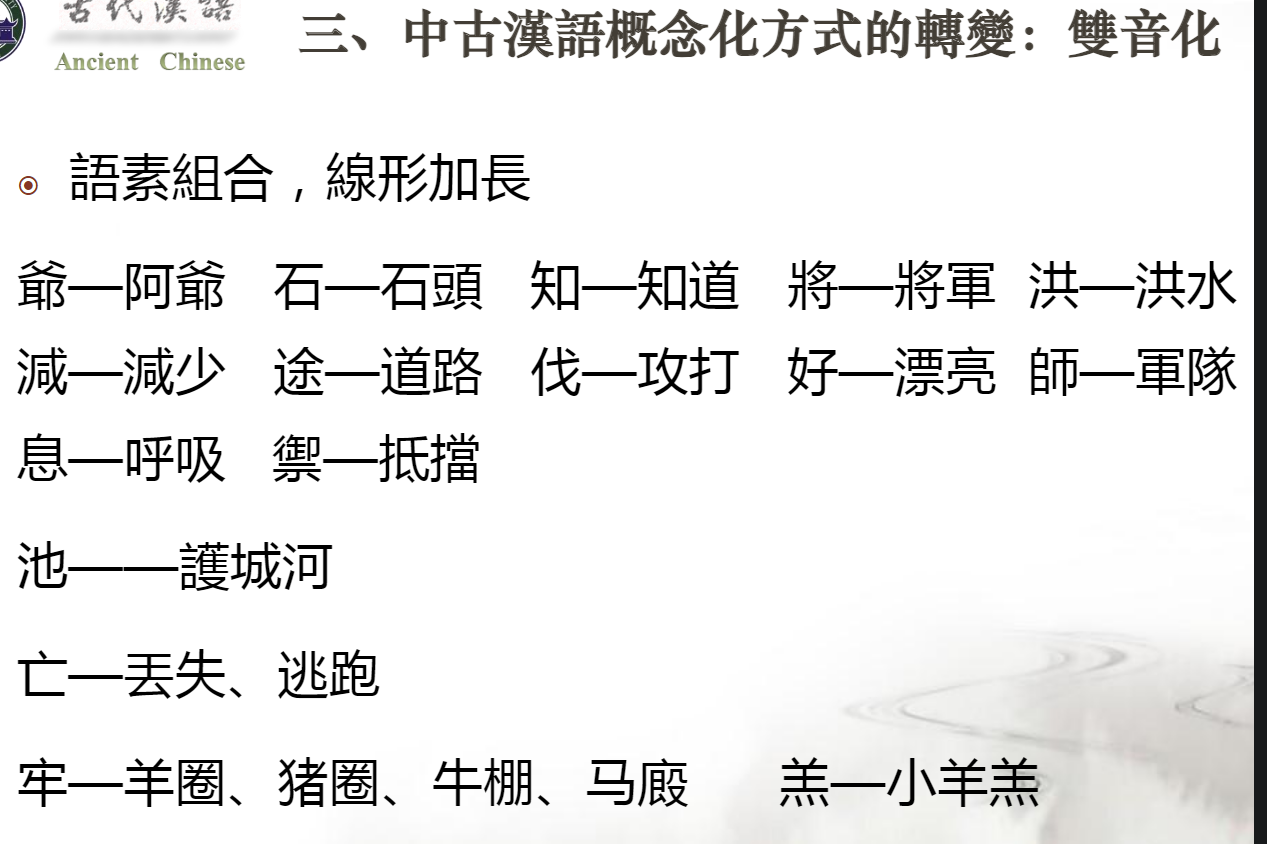 古代漢語
Ancient Chinese
三、中古漢語概念化方式的轉變：雙音化
語素組合，線形加長
爺—阿爺 石—石頭 知—知道 將—將軍 洪—洪水
減—減少 途—道路 伐—攻打 好—漂亮 師—軍隊
息—呼吸 禦—抵擋
池——護城河
亡—丟失、逃跑
牢—羊圈、猪圈、牛棚、马廄 羔—小羊羔